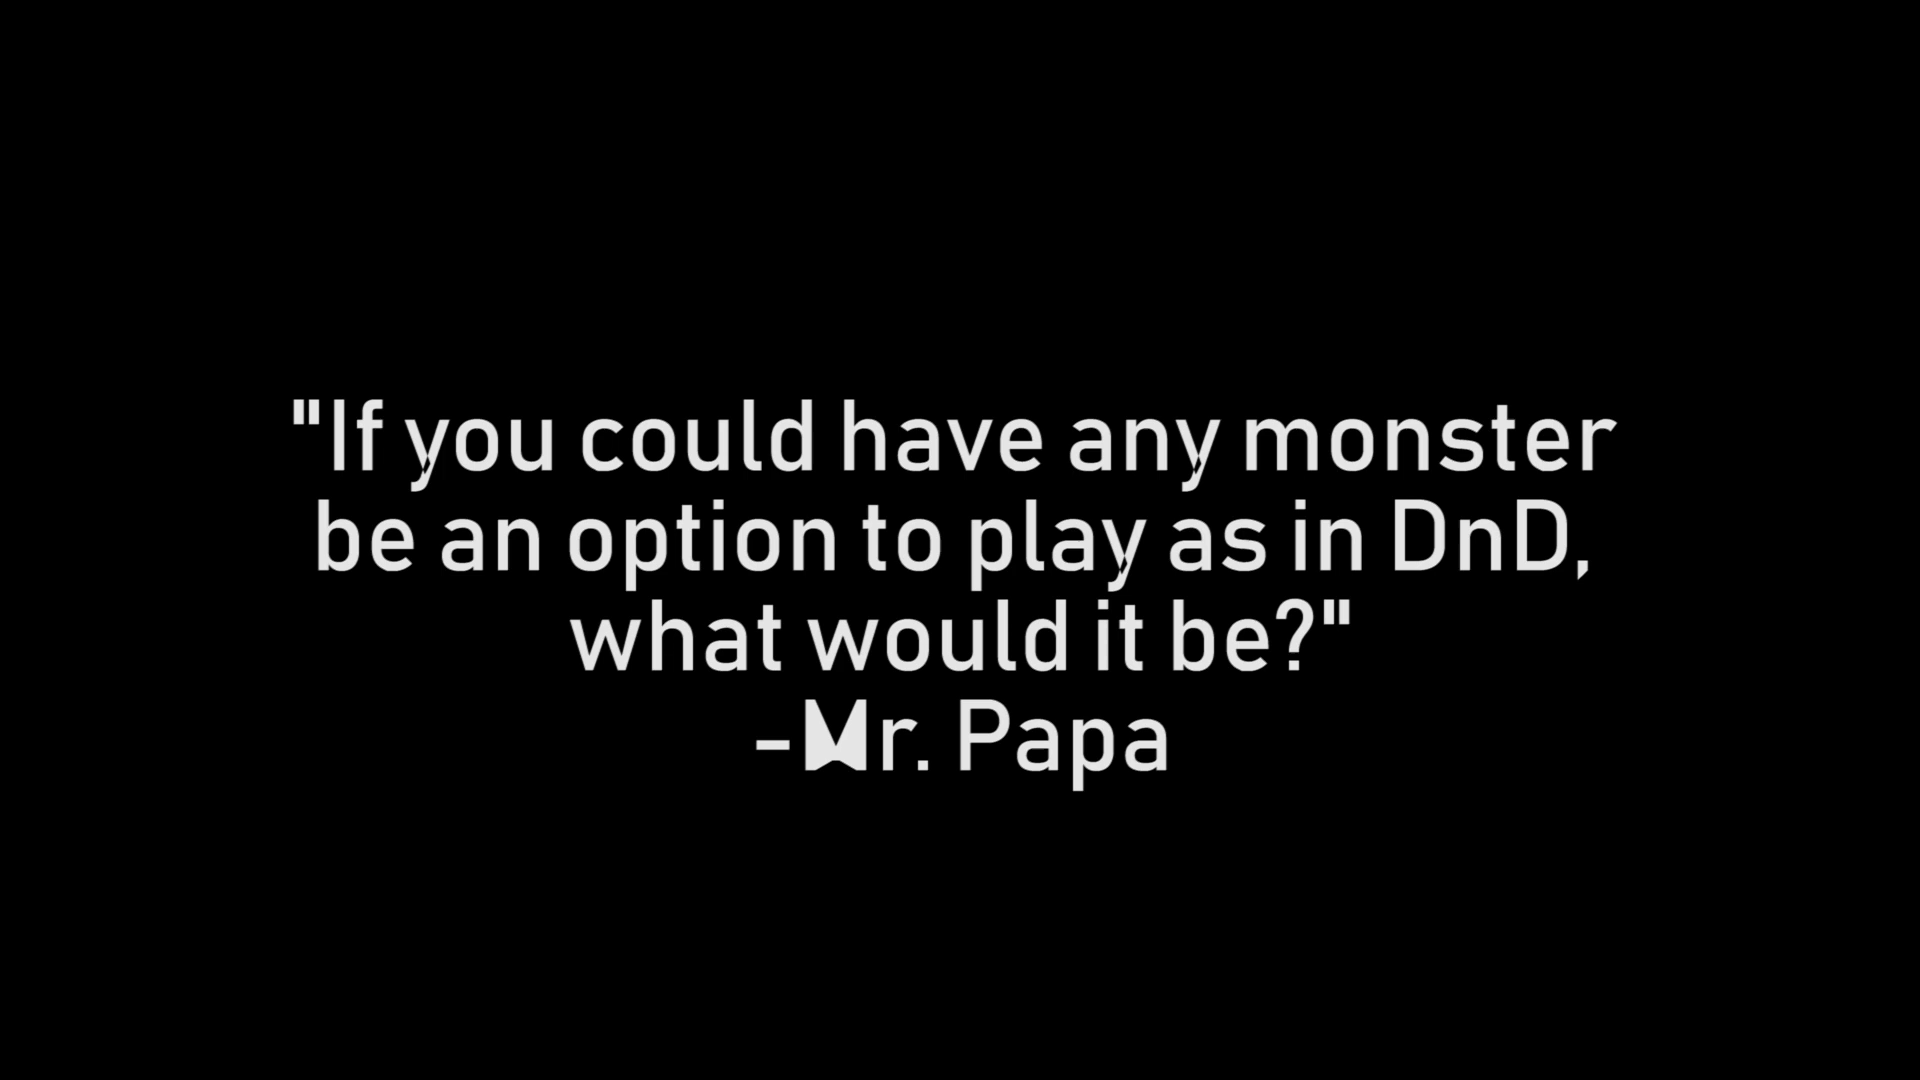 "If you could have any monster
be an option to play as in DnD,
what would it be?"
-Mr. Papa